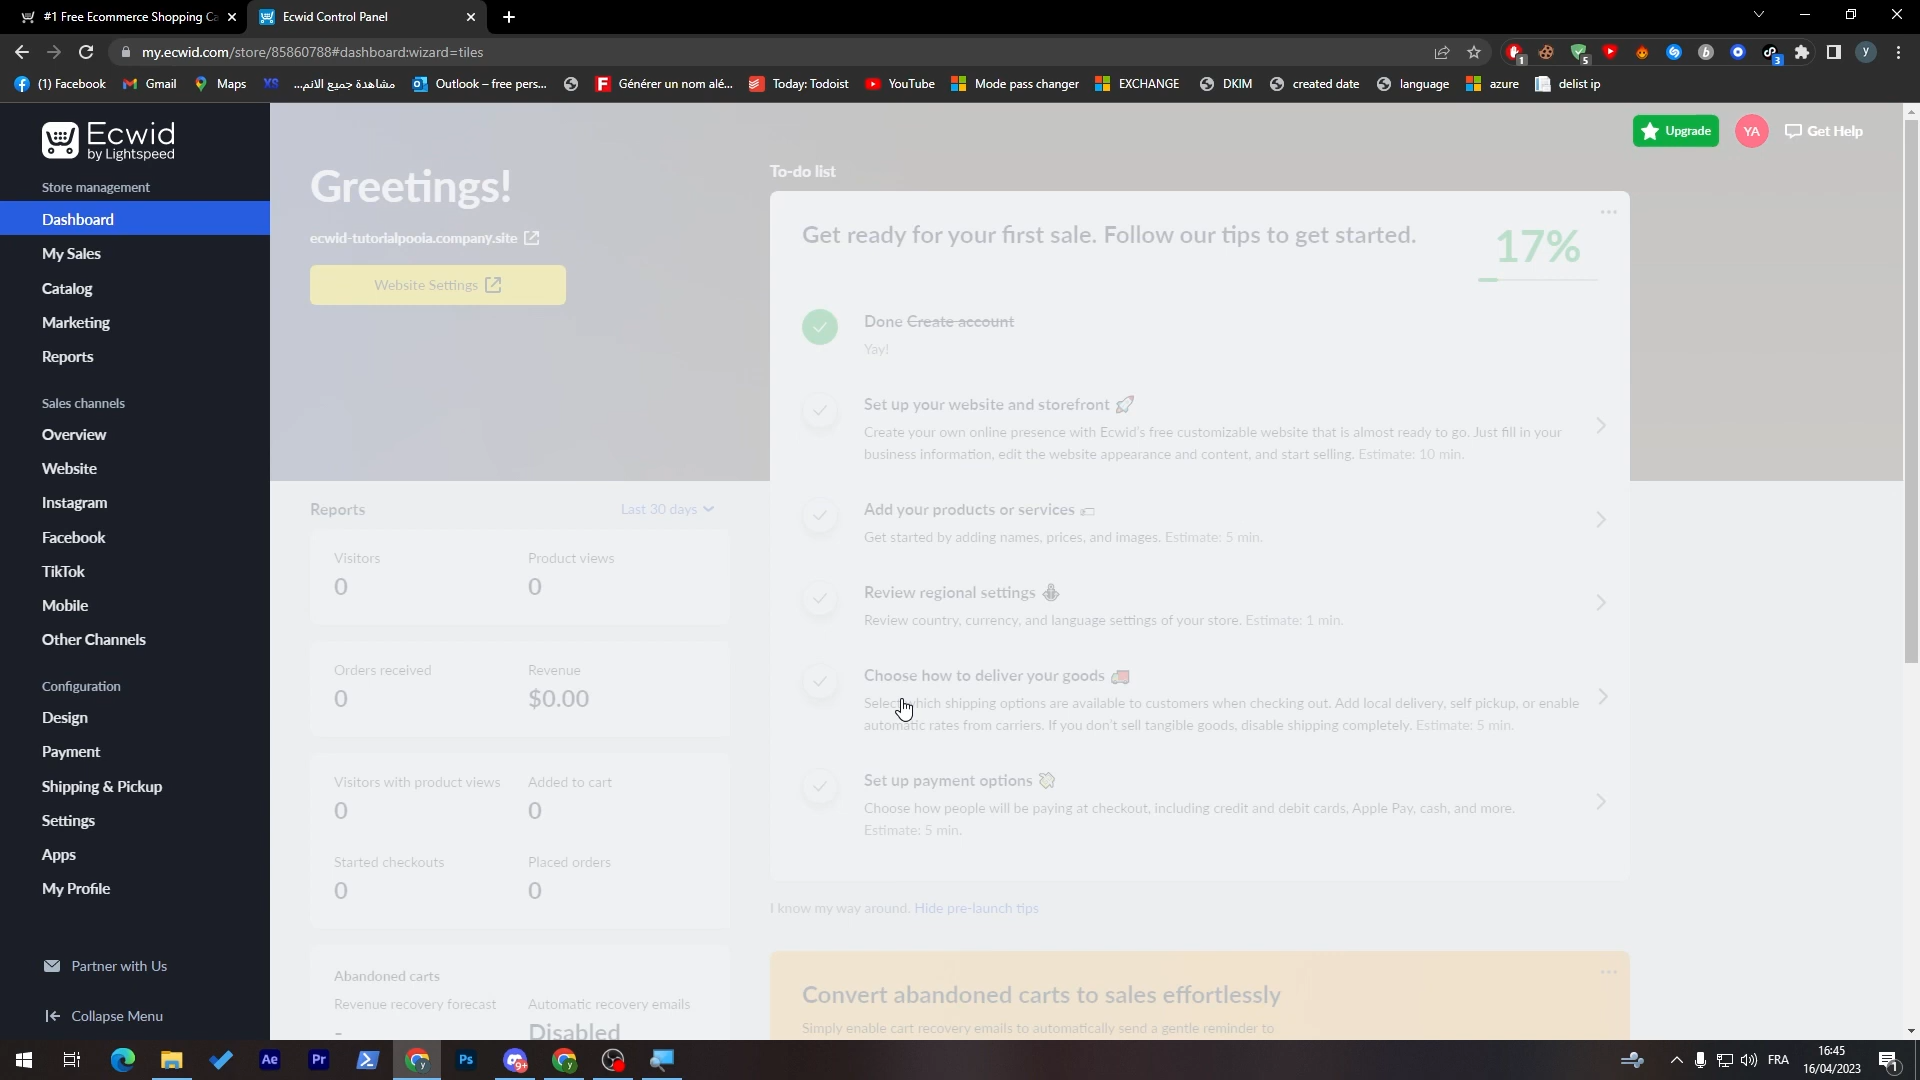 #1 Free Ecommerce Shopping Ca
Ecwid Control Panel
my.ecwid.com/store/85860788#dashboard:wizard=tiles
(1) Facebook
Gmail
Maps
مشاهدة جميع الانم...
Outlook – free pers...
Générer un nom alé...
Today: Todoist
YouTube
Mode pass changer
EXCHANGE
DKIM
created date
language
azure
delist ip
Ecwid
by Lightspeed
Store management
Dashboard
My Sales
Catalog
Marketing
Reports
Sales channels
Overview
Website
Instagram
Facebook
TikTok
Mobile
Other Channels
Configuration
Design
Payment
Shipping & Pickup
Settings
Apps
My Profile
Partner with Us
Collapse Menu
Upgrade
YA
Get Help
Greetings!
ecwid-tutorialpooia.company.site
Website Settings
Reports
Last 30 days
Visitors
0
Product views
0
Orders received
0
Revenue
$0.00
Visitors with product views
0
Added to cart
0
Started checkouts
0
Placed orders
0
Abandoned carts
Revenue recovery forecast
-
Automatic recovery emails
Disabled
To-do list
Get ready for your first sale. Follow our tips to get started.
17%
Done Create account
Yay!
Set up your website and storefront
Create your own online presence with Ecwid's free customizable website that is almost ready to go. Just fill in your
business information, edit the website appearance and content, and start selling. Estimate: 10 min.
Add your products or services
Get started by adding names, prices, and images. Estimate: 5 min.
Review regional settings
Review country, currency, and language settings of your store. Estimate: 1 min.
Choose how to deliver your goods
Select which shipping options are available to customers when checking out. Add local delivery, self pickup, or enable
automatic rates from carriers. If you don't sell tangible goods, disable shipping completely. Estimate: 5 min.
Set up payment options
Choose how people will be paying at checkout, including credit and debit cards, Apple Pay, cash, and more.
Estimate: 5 min.
I know my way around. Hide pre-launch tips
Convert abandoned carts to sales effortlessly
Simply enable cart recovery emails to automatically send a gentle reminder to
FRA
16:45
16/04/2023